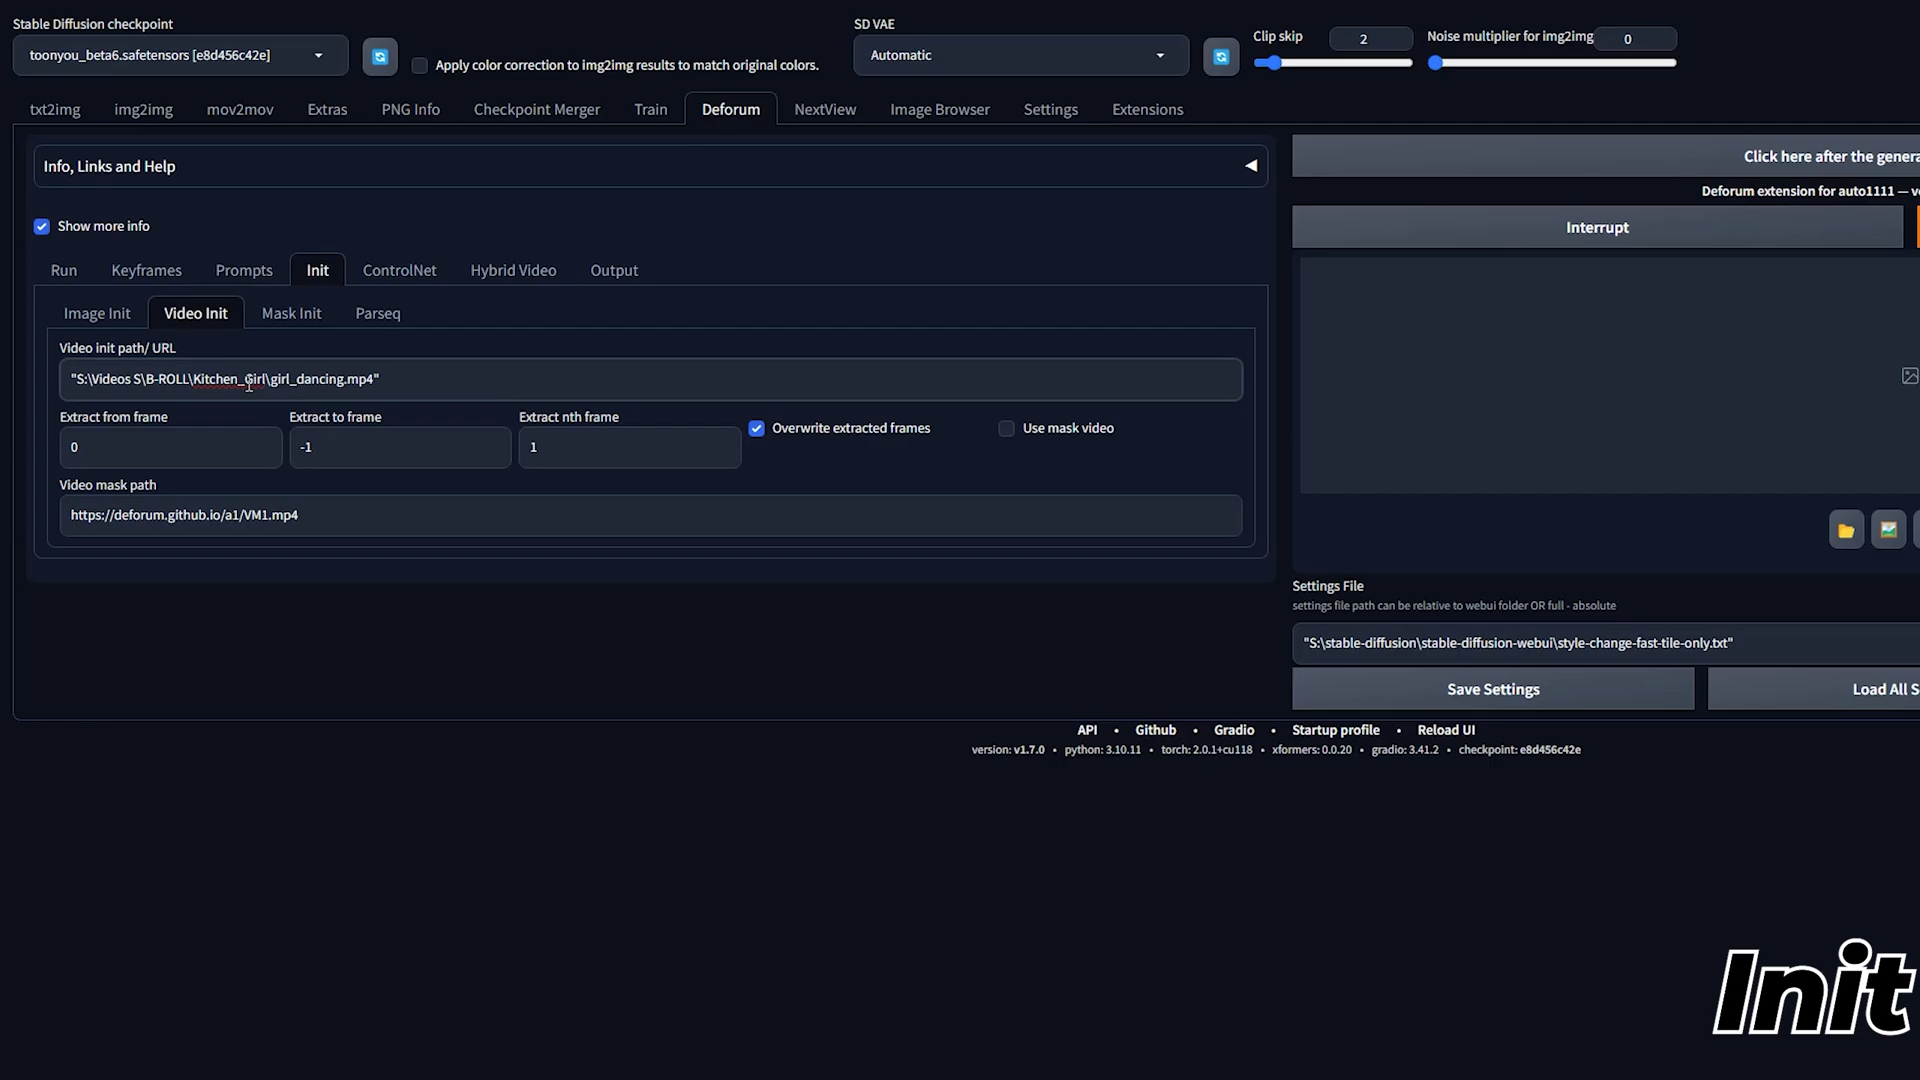 Stable Diffusion checkpoint
SD VAE
Clip skip
2
Noise multiplier for img2img
0
toonyou_beta6.safetensors [e8d456c42e]
Apply color correction to img2img results to match original colors.
Automatic
txt2img img2img mov2mov Extras PNG Info Checkpoint Merger Train Deforum NextView Image Browser Settings Extensions
Info, Links and Help
Click here after the genera
Deforum extension for auto1111 — v
Show more info
Interrupt
Run Keyframes Prompts Init ControlNet Hybrid Video Output
Image Init Video Init Mask Init Parseq
Video init path/ URL
"S:\Videos S\B-ROLL\Kitchen_Girl\girl_dancing.mp4"
Extract from frame Extract to frame Extract nth frame
Overwrite extracted frames Use mask video
0 -1 1
Video mask path
https://deforum.github.io/a1/VM1.mp4
Settings File
settings file path can be relative to webui folder OR full - absolute
"S:\stable-diffusion\stable-diffusion-webui\style-change-fast-tile-only.txt"
Save Settings Load All S
API • Github • Gradio • Startup profile • Reload UI
version: v1.7.0 • python: 3.10.11 • torch: 2.0.1+cu118 • xformers: 0.0.20 • gradio: 3.41.2 • checkpoint: e8d456c42e
Init